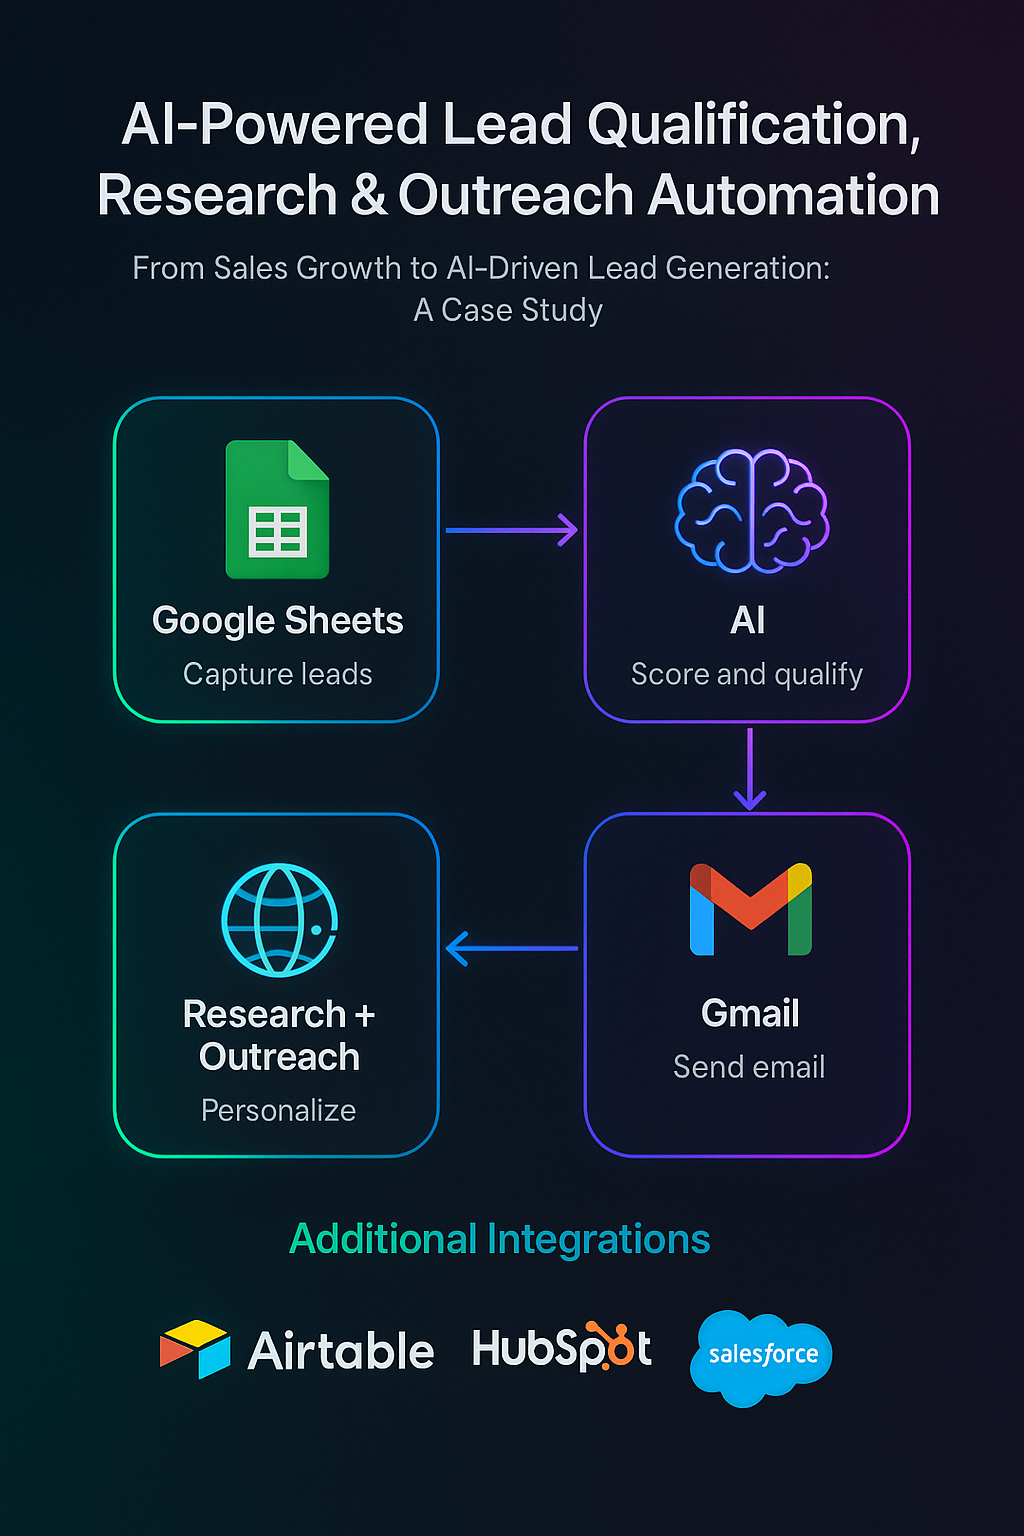 AI-Powered Lead Qualification,
Research & Outreach Automation
From Sales Growth to AI-Driven Lead Generation:
A Case Study
Google Sheets
Capture leads
AI
Score and qualify
Research +
Outreach
Personalize
Gmail
Send email
Additional Integrations
Airtable
HubSpot
salesforce